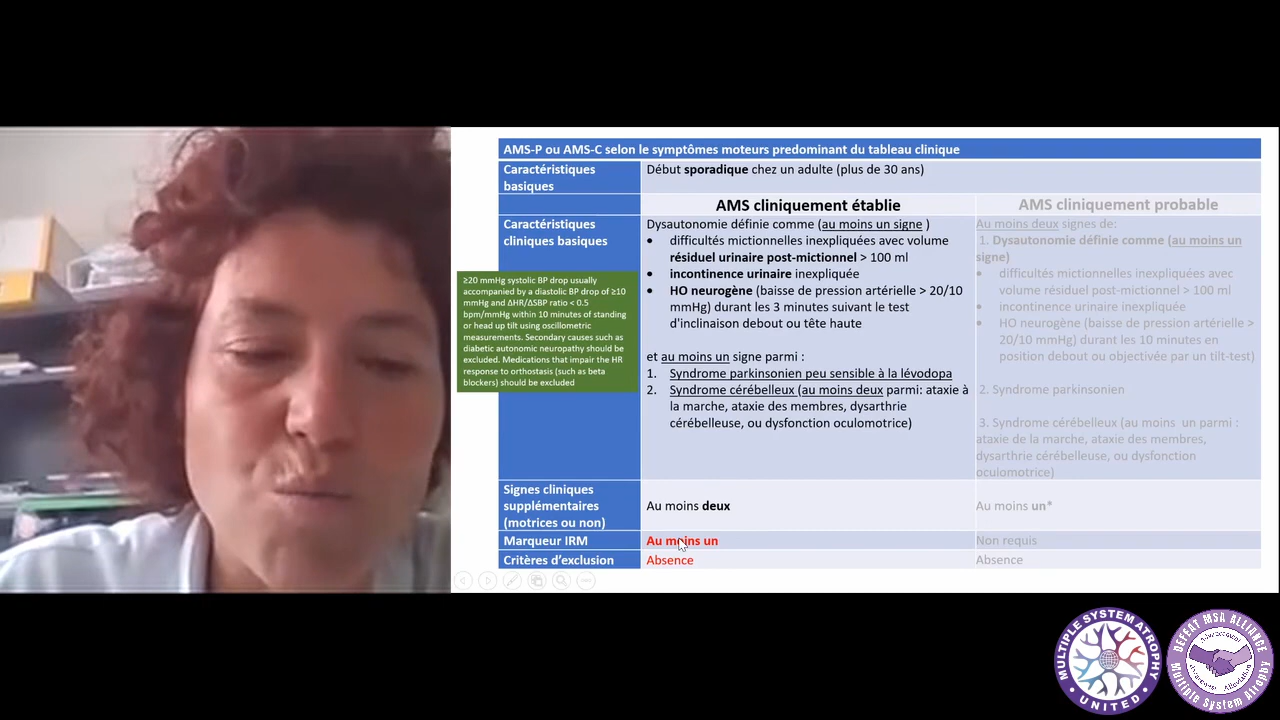 AMS-P ou AMS-C selon le symptômes moteurs predominant du tableau clinique
Caractéristiques
basiques
Début sporadique chez un adulte (plus de 30 ans)
AMS cliniquement établie
AMS cliniquement probable
Caractéristiques
cliniques basiques
≥20 mmHg systolic BP drop usually
accompanied by a diastolic BP drop of ≥10
mmHg and ΔHR/ΔSBP ratio < 0.5
bpm/mmHg within 10 minutes of standing
or head up tilt using oscillometric
measurements. Secondary causes such as
diabetic autonomic neuropathy should be
excluded. Medications that impair the HR
response to orthostasis (such as beta
blockers) should be excluded
Dysautonomie définie comme (au moins un signe )
• difficultés mictionnelles inexpliquées avec volume
résiduel urinaire post-mictionnel > 100 ml
• incontinence urinaire inexpliquée
• HO neurogène (baisse de pression artérielle > 20/10
mmHg) durant les 3 minutes suivant le test
d'inclinaison debout ou tête haute
et au moins un signe parmi :
1. Syndrome parkinsonien peu sensible à la lévodopa
2. Syndrome cérébelleux (au moins deux parmi: ataxie à
la marche, ataxie des membres, dysarthrie
cérébelleuse, ou dysfonction oculomotrice)
Au moins deux signes de:
1. Dysautonomie définie comme (au moins un
signe)
• difficultés mictionnelles inexpliquées avec
volume résiduel post-mictionnel > 100 ml
• incontinence urinaire inexpliquée
• HO neurogène (baisse de pression artérielle >
20/10 mmHg) durant les 10 minutes en
position debout ou objectivée par un tilt-test)
2. Syndrome parkinsonien
3. Syndrome cérébelleux (au moins un parmi :
ataxie de la marche, ataxie des membres,
dysarthrie cérébelleuse, ou dysfonction
oculomotrice)
Signes cliniques
supplémentaires
(motrices ou non)
Au moins deux
Au moins un*
Marqueur IRM
Au moins un
Non requis
Critères d'exclusion
Absence
Absence
MULTIPLE SYSTEM ATROPHY
UNITED
DEFEAT MSA ALLIANCE
Multiple System Atrophy